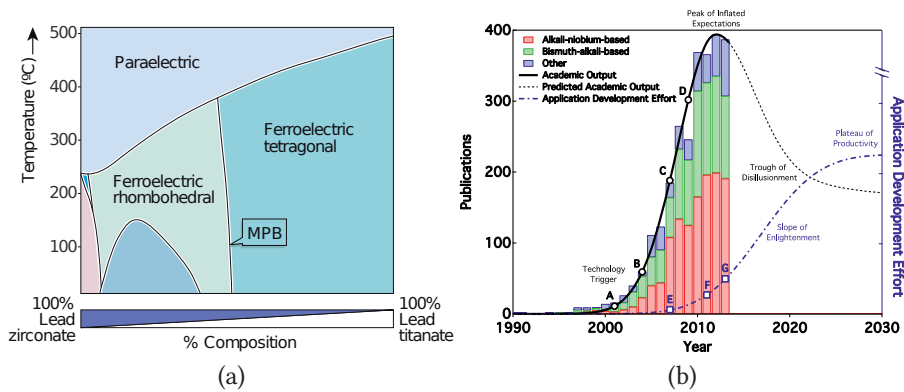 500
400
300
200
100
Temperature (ºC)
Paraelectric
Ferroelectric
tetragonal
Ferroelectric
rhombohedral
MPB
100%
Lead
zirconate
100%
Lead
titanate
% Composition
(a)
Peak of Inflated
Expectations
Alkali-niobium-based
Bismuth-alkali-based
Other
Academic Output
Predicted Academic Output
Application Development Effort
400
300
200
100
0
Publications
Technology
Trigger
A
B
C
D
E
F
G
Plateau of
Productivity
Trough of
Disillusionment
Slope of
Enlightenment
Application Development Effort
1990
2000
2010
2020
2030
Year
(b)